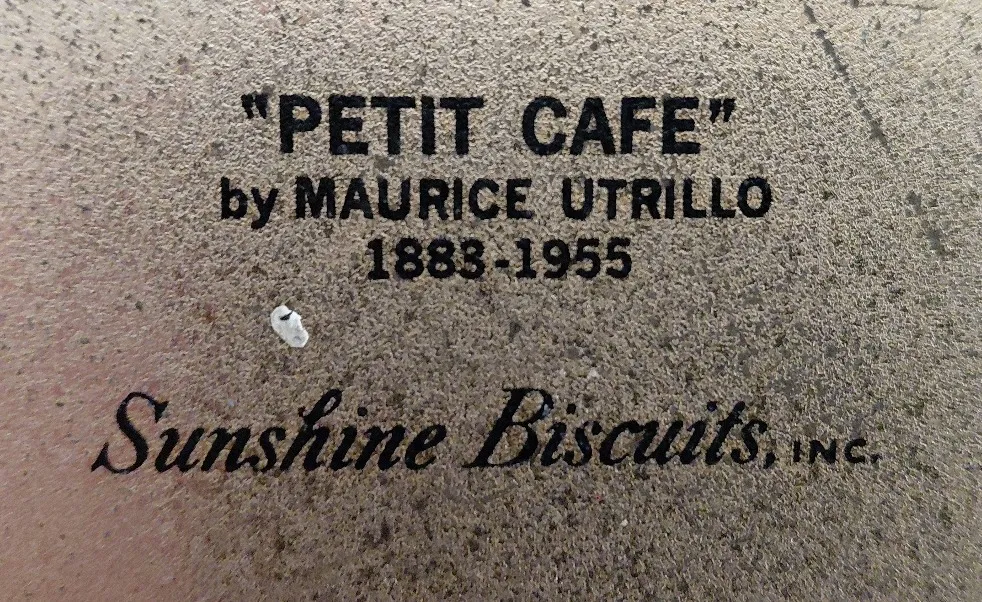 "PETIT CAFE"
by MAURICE UTRILLO
1883-1955
Sunshine Biscuits, INC.